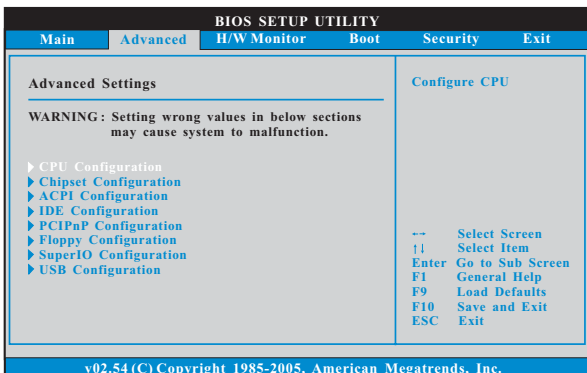 BIOS SETUP UTILITY
Main Advanced H/W Monitor Boot Security Exit
Advanced Settings
WARNING : Setting wrong values in below sections
may cause system to malfunction.
CPU Configuration
Chipset Configuration
ACPI Configuration
IDE Configuration
PCIPnP Configuration
Floppy Configuration
SuperIO Configuration
USB Configuration
Configure CPU
←→ Select Screen
↑↓ Select Item
Enter Go to Sub Screen
F1 General Help
F9 Load Defaults
F10 Save and Exit
ESC Exit
v02.54 (C) Copyright 1985-2005, American Megatrends, Inc.